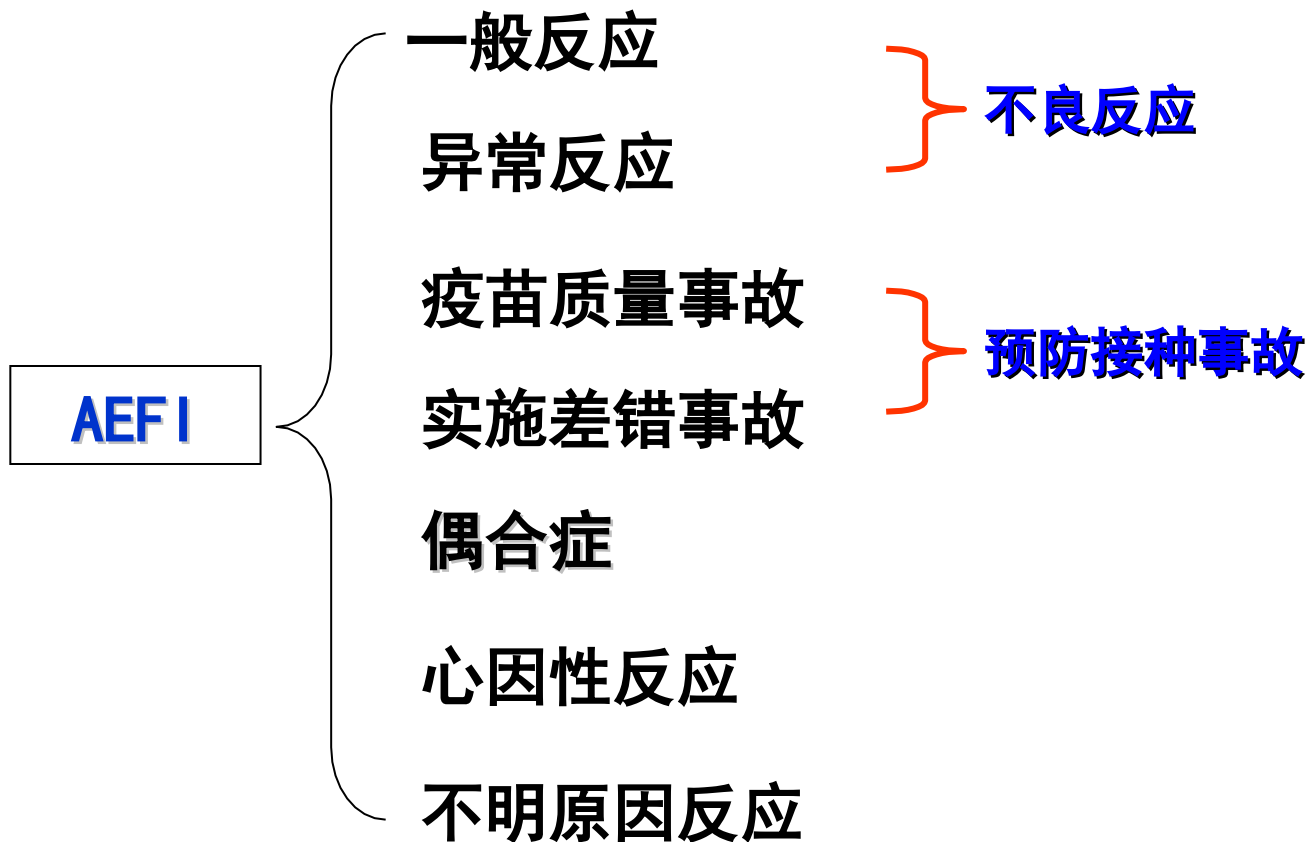 一般反应
不良反应
异常反应
疫苗质量事故
预防接种事故
AEFI
实施差错事故
偶合症
心因性反应
不明原因反应